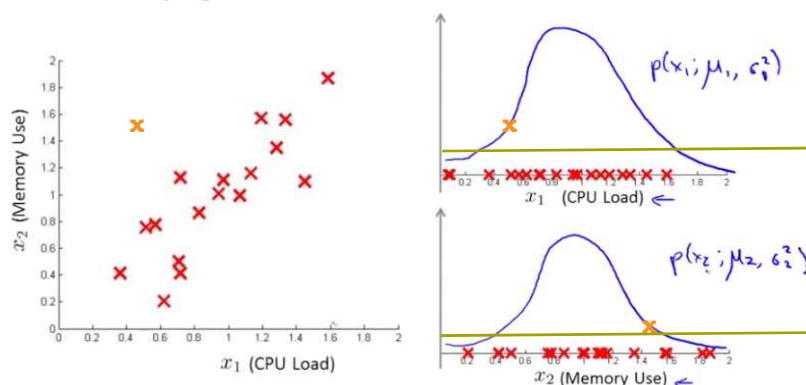 x₂ (Memory Use)
2
1.8
1.6
1.4
1.2
1
0.8
0.6
0.4
0.2
0
0 0.2 0.4 0.6 0.8 1 1.2 1.4 1.6 1.8 2
x₁ (CPU Load)
p(x₁; μ₁, σ₁²)
0.2 0.4 0.6 0.8 1 1.2 1.4 1.6 1.8 2
x₁ (CPU Load) ←
p(x₂; μ₂, σ₂²)
0.2 0.4 0.6 0.8 1 1.2 1.4 1.6 1.8 2
x₂ (Memory Use) ←